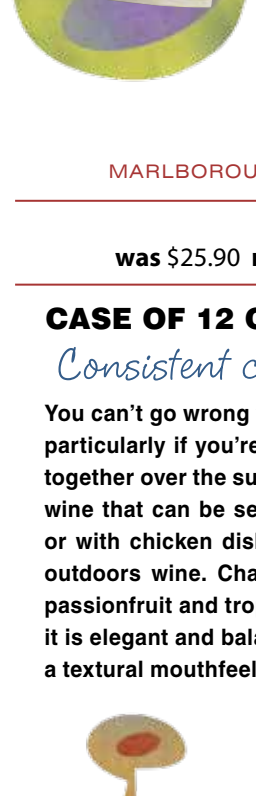 MARLBOROU
was $25.90
CASE OF 12
Consistent
You can't go wrong
particularly if you're
together over the su
wine that can be se
or with chicken dis
outdoors wine. Cha
passionfruit and tro
it is elegant and bal
a textural mouthfeel